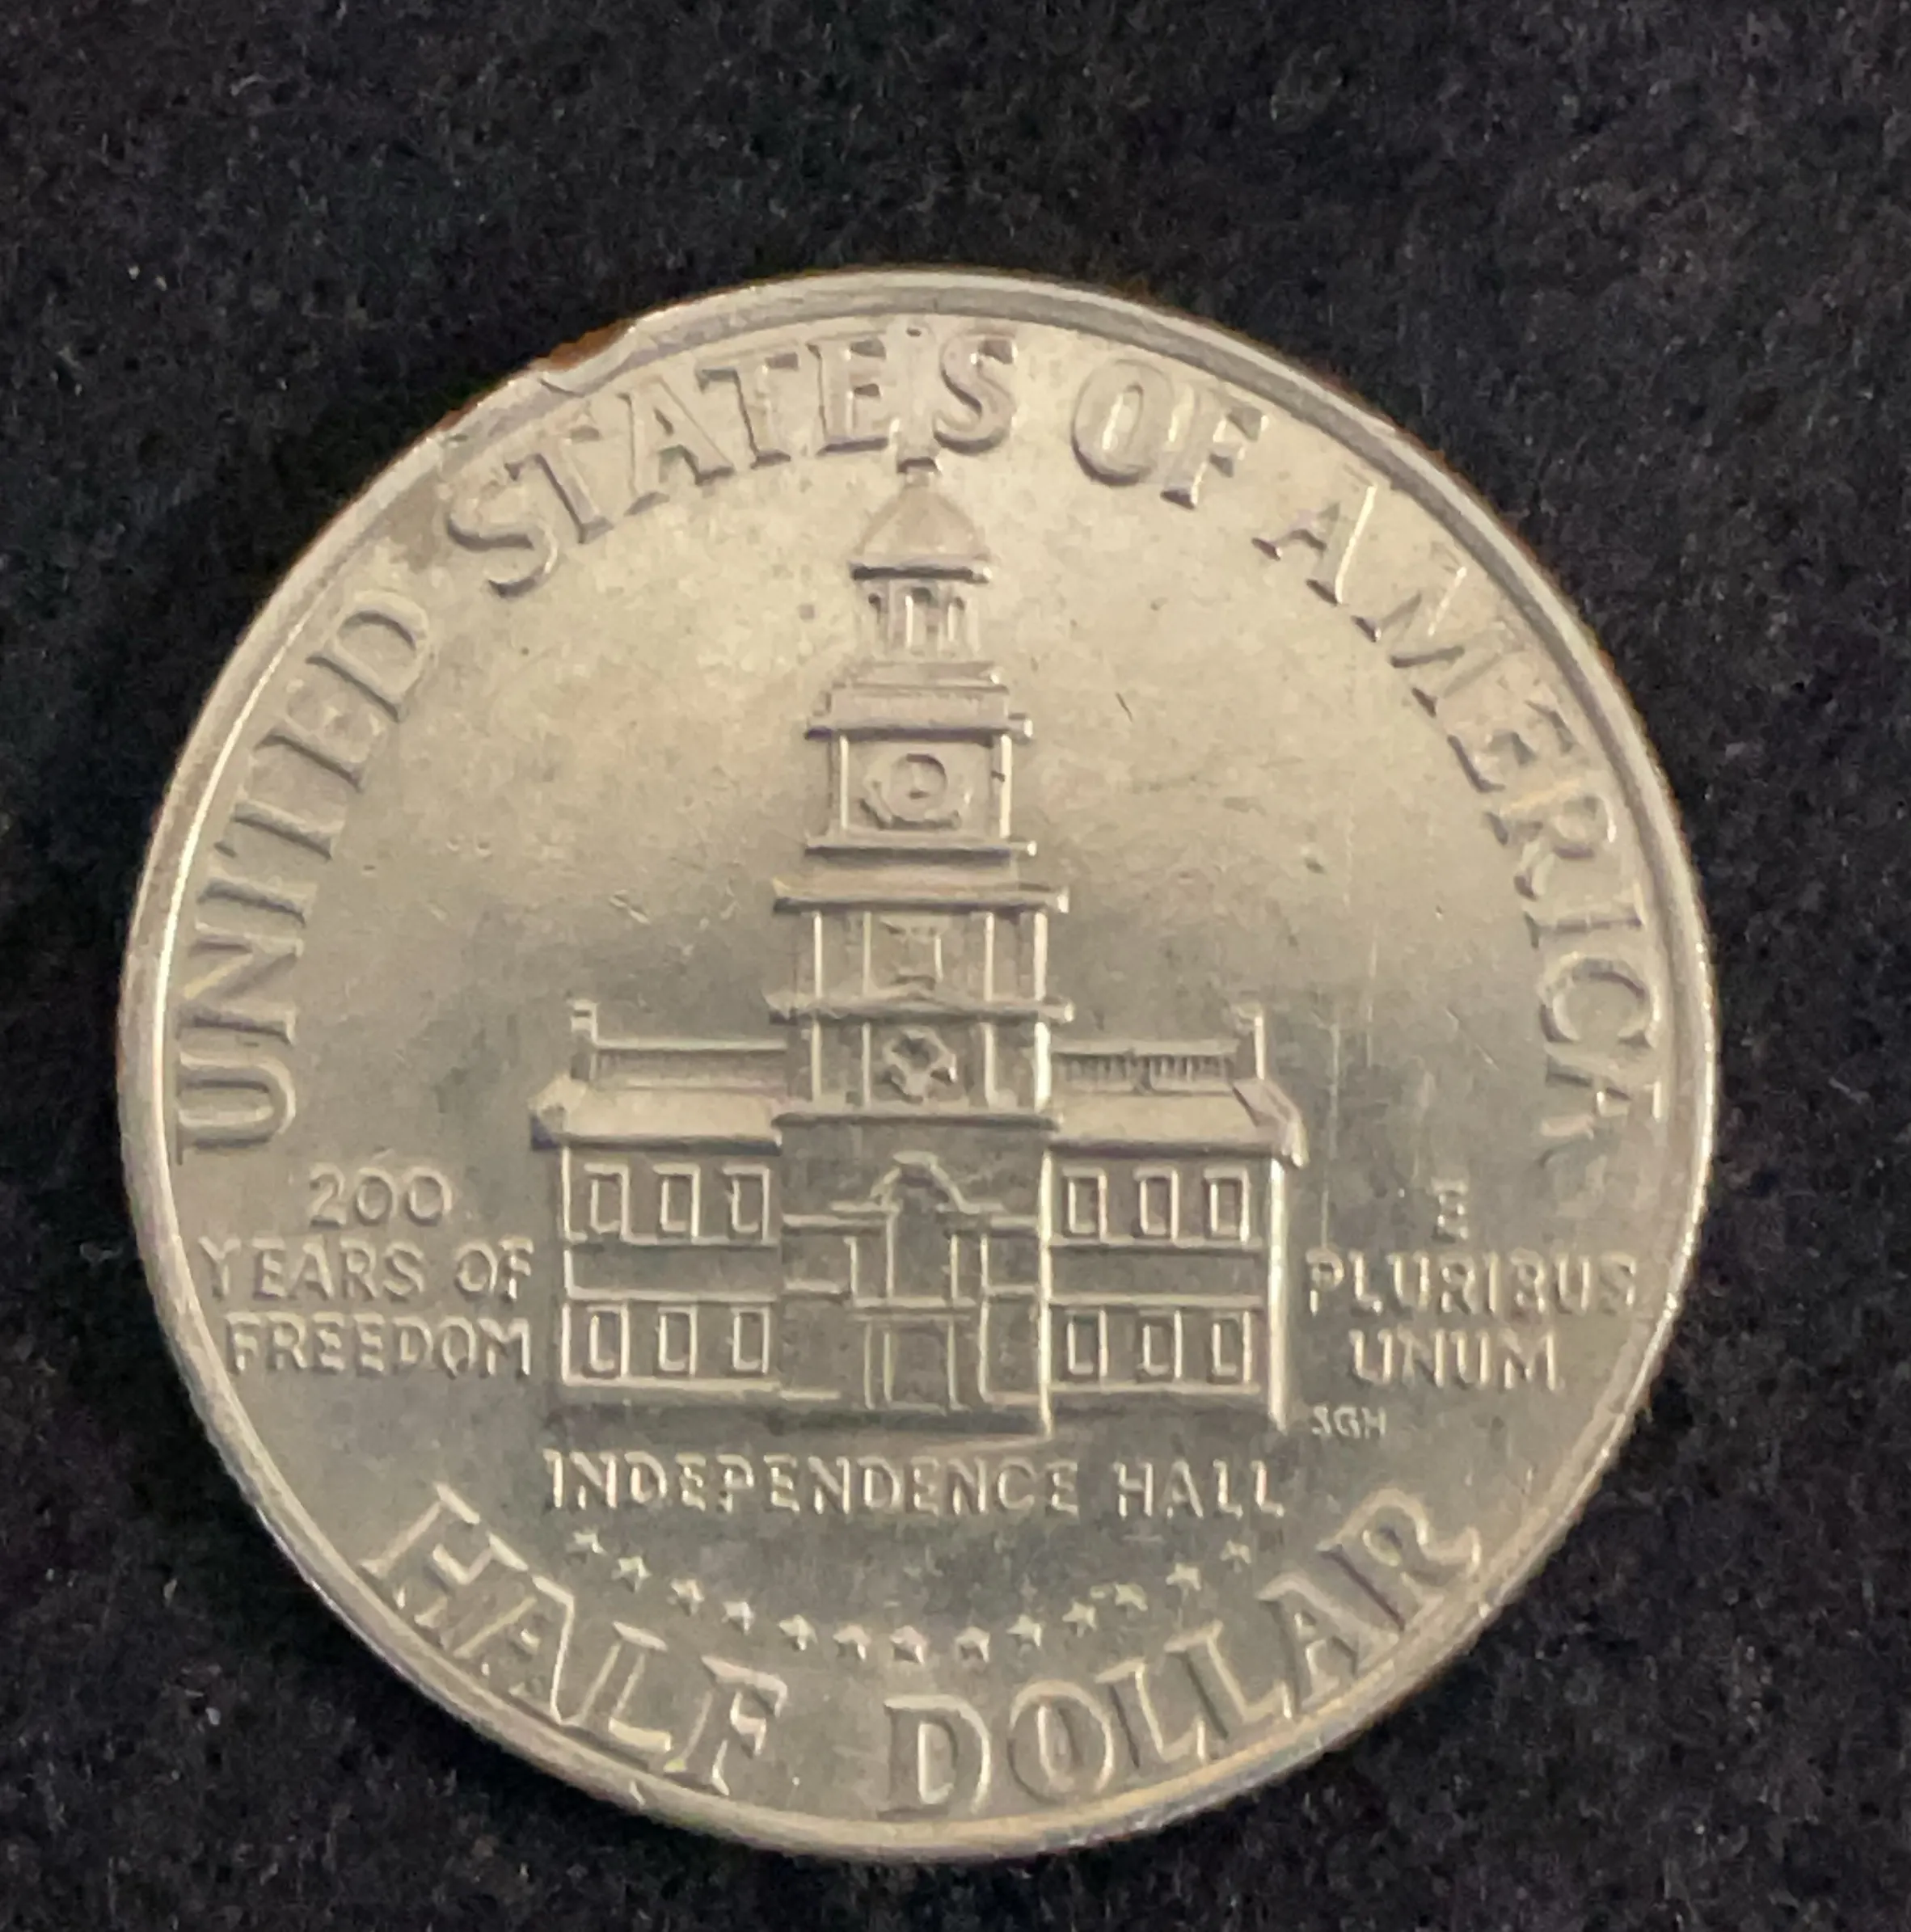 UNITED STATES OF AMERICA
200
YEARS OF
FREEDOM
E
PLURIBUS
UNUM
SGH
INDEPENDENCE HALL
HALF DOLLAR